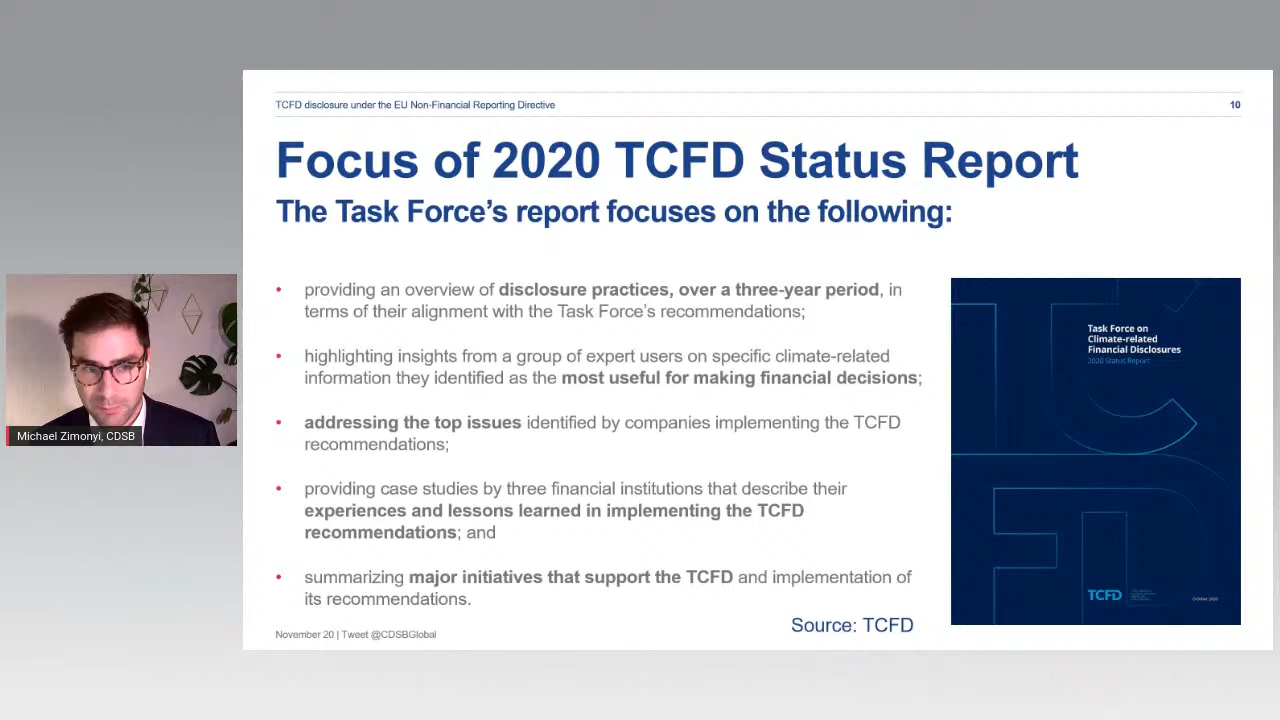 TCFD disclosure under the EU Non-Financial Reporting Directive
10
Focus of 2020 TCFD Status Report
The Task Force's report focuses on the following:
• providing an overview of disclosure practices, over a three-year period, in
terms of their alignment with the Task Force's recommendations;
• highlighting insights from a group of expert users on specific climate-related
information they identified as the most useful for making financial decisions;
• addressing the top issues identified by companies implementing the TCFD
recommendations;
• providing case studies by three financial institutions that describe their
experiences and lessons learned in implementing the TCFD
recommendations; and
• summarizing major initiatives that support the TCFD and implementation of
its recommendations.
Source: TCFD
November 20 | Tweet @CDSBGlobal
Task Force on
Climate-related
Financial Disclosures
2020 Status Report
TCFD
October 2020
Michael Zimonyi, CDSB